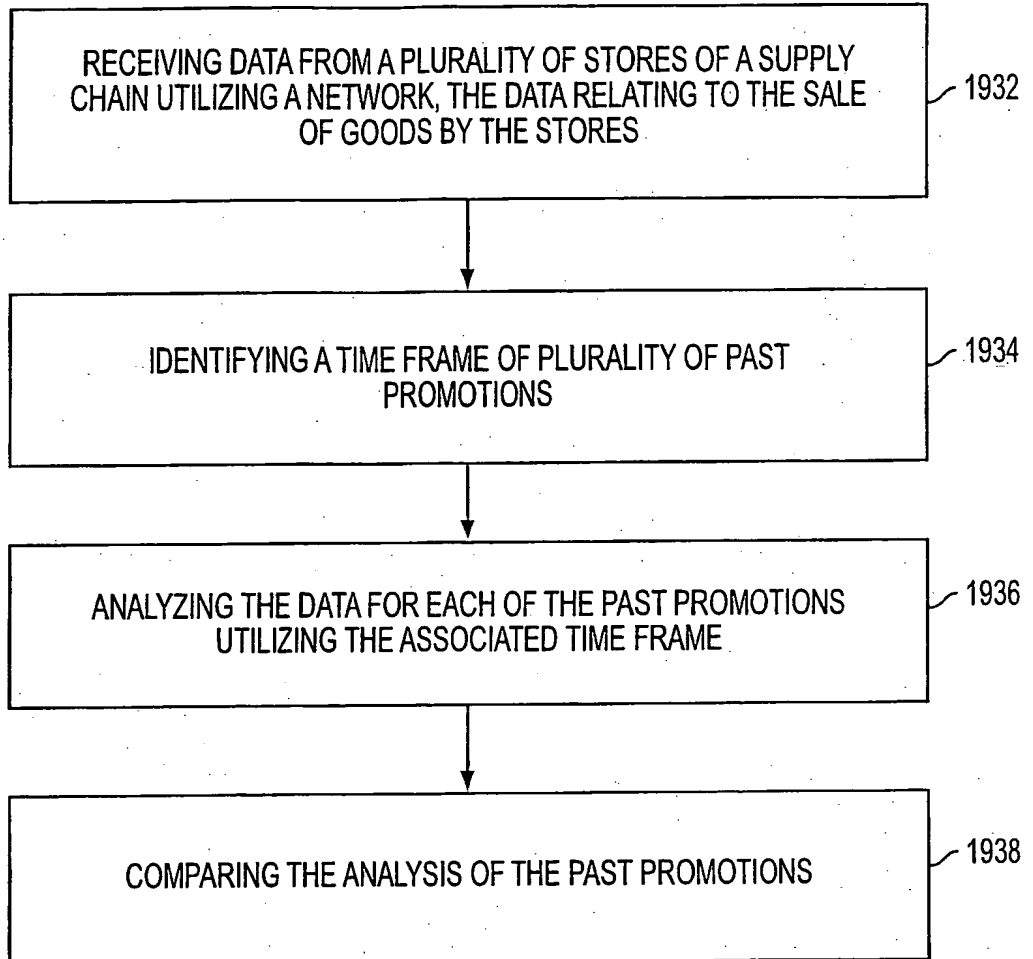 RECEIVING DATA FROM A PLURALITY OF STORES OF A SUPPLY
CHAIN UTILIZING A NETWORK, THE DATA RELATING TO THE SALE
OF GOODS BY THE STORES
1932
IDENTIFYING A TIME FRAME OF PLURALITY OF PAST
PROMOTIONS
1934
ANALYZING THE DATA FOR EACH OF THE PAST PROMOTIONS
UTILIZING THE ASSOCIATED TIME FRAME
1936
COMPARING THE ANALYSIS OF THE PAST PROMOTIONS
1938